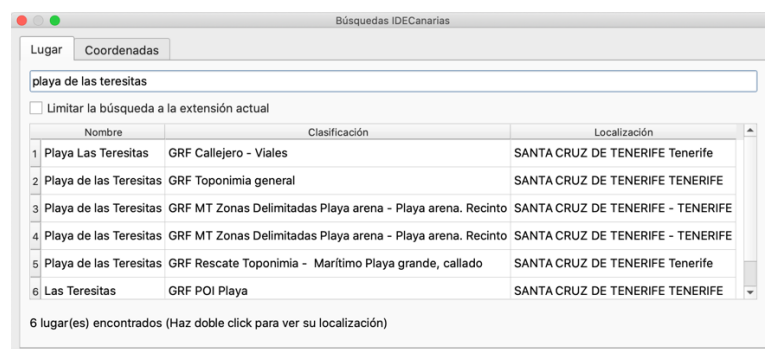 Búsquedas IDECanarias
Lugar Coordenadas
playa de las teresitas
Limitar la búsqueda a la extensión actual
Nombre Clasificación Localización
1 Playa Las Teresitas GRF Callejero - Viales SANTA CRUZ DE TENERIFE Tenerife
2 Playa de las Teresitas GRF Toponimia general SANTA CRUZ DE TENERIFE TENERIFE
3 Playa de las Teresitas GRF MT Zonas Delimitadas Playa arena - Playa arena. Recinto SANTA CRUZ DE TENERIFE - TENERIFE
4 Playa de las Teresitas GRF MT Zonas Delimitadas Playa arena - Playa arena. Recinto SANTA CRUZ DE TENERIFE - TENERIFE
5 Playa de las Teresitas GRF Rescate Toponimia - Marítimo Playa grande, callado SANTA CRUZ DE TENERIFE Tenerife
6 Las Teresitas GRF POI Playa SANTA CRUZ DE TENERIFE TENERIFE
6 lugar(es) encontrados (Haz doble click para ver su localización)